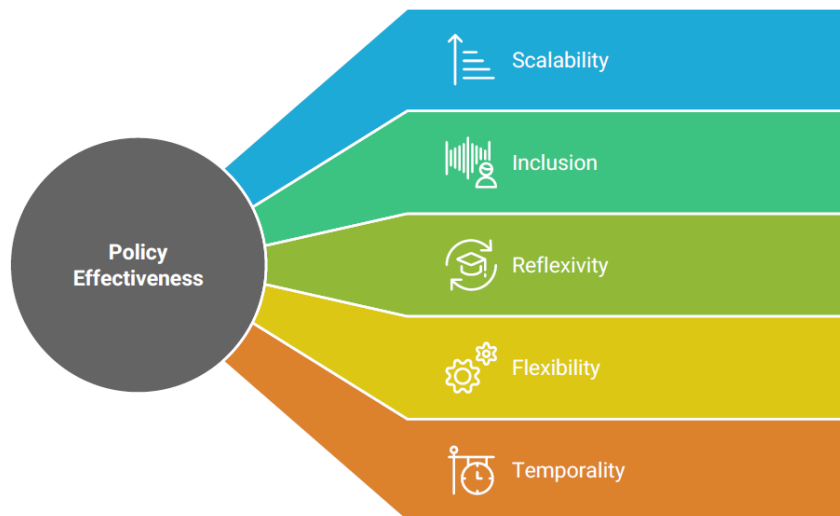 Policy
Effectiveness
Scalability
Inclusion
Reflexivity
Flexibility
Temporality